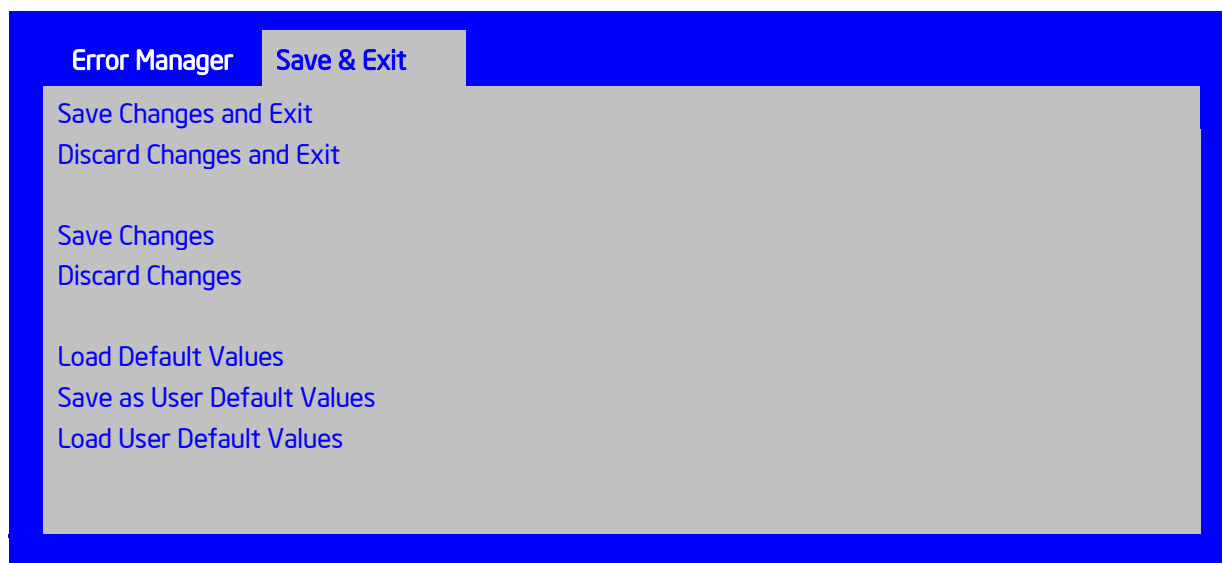 Error Manager Save & Exit
Save Changes and Exit
Discard Changes and Exit
Save Changes
Discard Changes
Load Default Values
Save as User Default Values
Load User Default Values